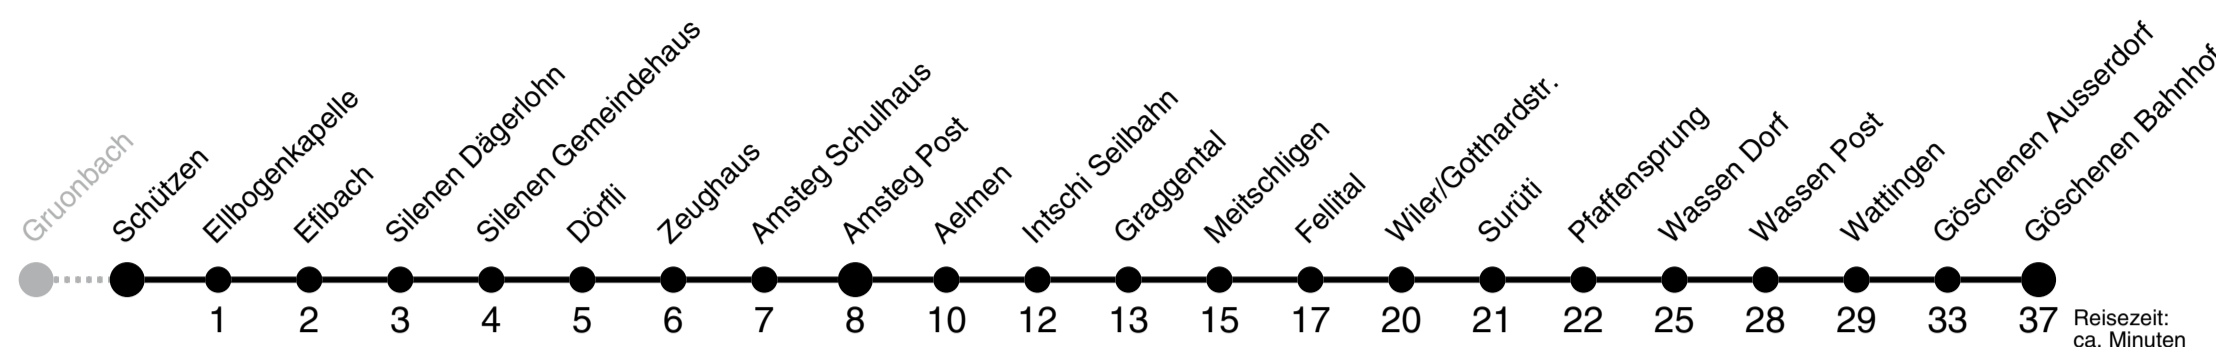 Gruonbach
Schützen
Ellbogenkapelle
Efibach
Silenen Dägerlohn
Silenen Gemeindehaus
Dörfli
Zeughaus
Amsteg Schulhaus
Amsteg Post
Aelmen
Intschi Seilbahn
Graggental
Meitschligen
Fellital
Wiler/Gotthardstr.
Surüti
Pfaffensprung
Wassen Dorf
Wassen Post
Wattingen
Göschenen Ausserdorf
Göschenen Bahnhof
1 2 3 4 5 6 7 8 10 12 13 15 17 20 21 22 25 28 29 33 37
Reisezeit:
ca. Minuten